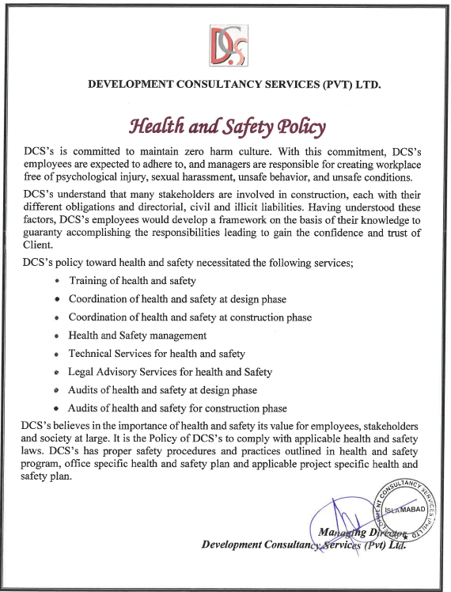 DCS
DEVELOPMENT CONSULTANCY SERVICES (PVT) LTD.
Health and Safety Policy
DCS's is committed to maintain zero harm culture. With this commitment, DCS's
employees are expected to adhere to, and managers are responsible for creating workplace
free of psychological injury, sexual harassment, unsafe behavior, and unsafe conditions.
DCS's understand that many stakeholders are involved in construction, each with their
different obligations and directorial, civil and illicit liabilities. Having understood these
factors, DCS's employees would develop a framework on the basis of their knowledge to
guaranty accomplishing the responsibilities leading to gain the confidence and trust of
Client.
DCS's policy toward health and safety necessitated the following services;
• Training of health and safety
• Coordination of health and safety at design phase
• Coordination of health and safety at construction phase
• Health and Safety management
• Technical Services for health and safety
• Legal Advisory Services for health and Safety
• Audits of health and safety at design phase
• Audits of health and safety for construction phase
DCS's believes in the importance of health and safety its value for employees, stakeholders
and society at large. It is the Policy of DCS's to comply with applicable health and safety
laws. DCS's has proper safety procedures and practices outlined in health and safety
program, office specific health and safety plan and applicable project specific health and
safety plan.
CONSULTANCY SERVICES (PVT) LTD
ISLAMABAD
Managing Director
Development Consultancy Services (Pvt) Ltd.